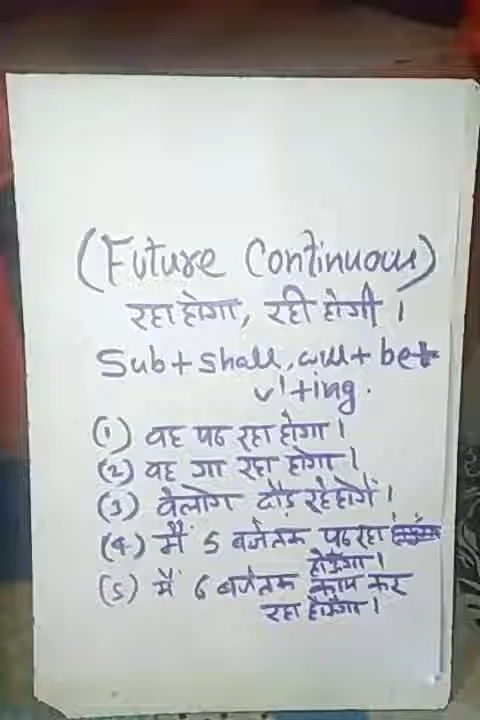 (Future Continuous)
रहा होगा, रही होगी ।
Sub + shall, will + be +
v¹ + ing.
(1) वह पढ रहा होगा ।
(2) वह गा रहा होगा ।
(3) वेलोग दौड़ रहे होगें ।
(4) मैं 5 बजेतक पढ रहा
होऊँगा ।
(5) मैं 6 बजेतक काम कर
रहा होऊँगा ।